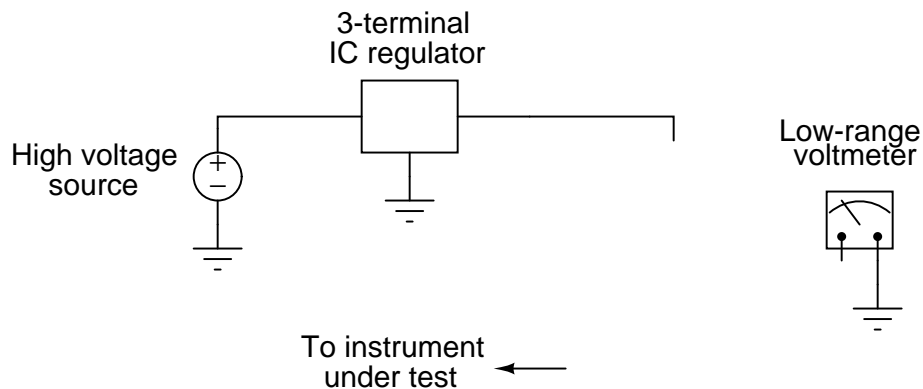 3-terminal
IC regulator
High voltage
source
+
−
Low-range
voltmeter
To instrument
under test